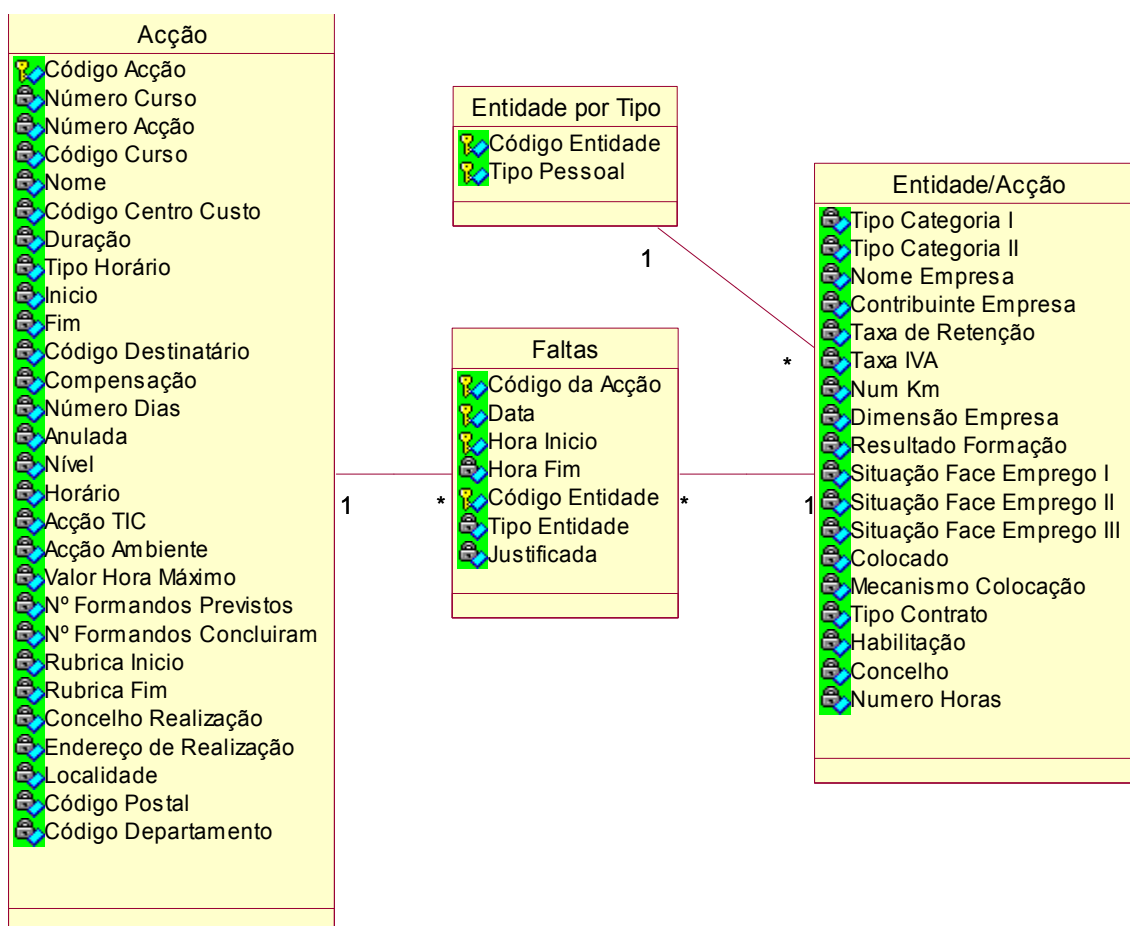 Acção
Código Acção
Número Curso
Número Acção
Código Curso
Nome
Código Centro Custo
Duração
Tipo Horário
Inicio
Fim
Código Destinatário
Compensação
Número Dias
Anulada
Nível
Horário
Acção TIC
Acção Ambiente
Valor Hora Máximo
Nº Formandos Previstos
Nº Formandos Concluiram
Rubrica Inicio
Rubrica Fim
Concelho Realização
Endereço de Realização
Localidade
Código Postal
Código Departamento
Entidade por Tipo
Código Entidade
Tipo Pessoal
1
*
Faltas
Código da Acção
Data
Hora Inicio
Hora Fim
Código Entidade
Tipo Entidade
Justificada
1
*
*
1
Entidade/Acção
Tipo Categoria I
Tipo Categoria II
Nome Empresa
Contribuinte Empresa
Taxa de Retenção
Taxa IVA
Num Km
Dimensão Empresa
Resultado Formação
Situação Face Emprego I
Situação Face Emprego II
Situação Face Emprego III
Colocado
Mecanismo Colocação
Tipo Contrato
Habilitação
Concelho
Numero Horas